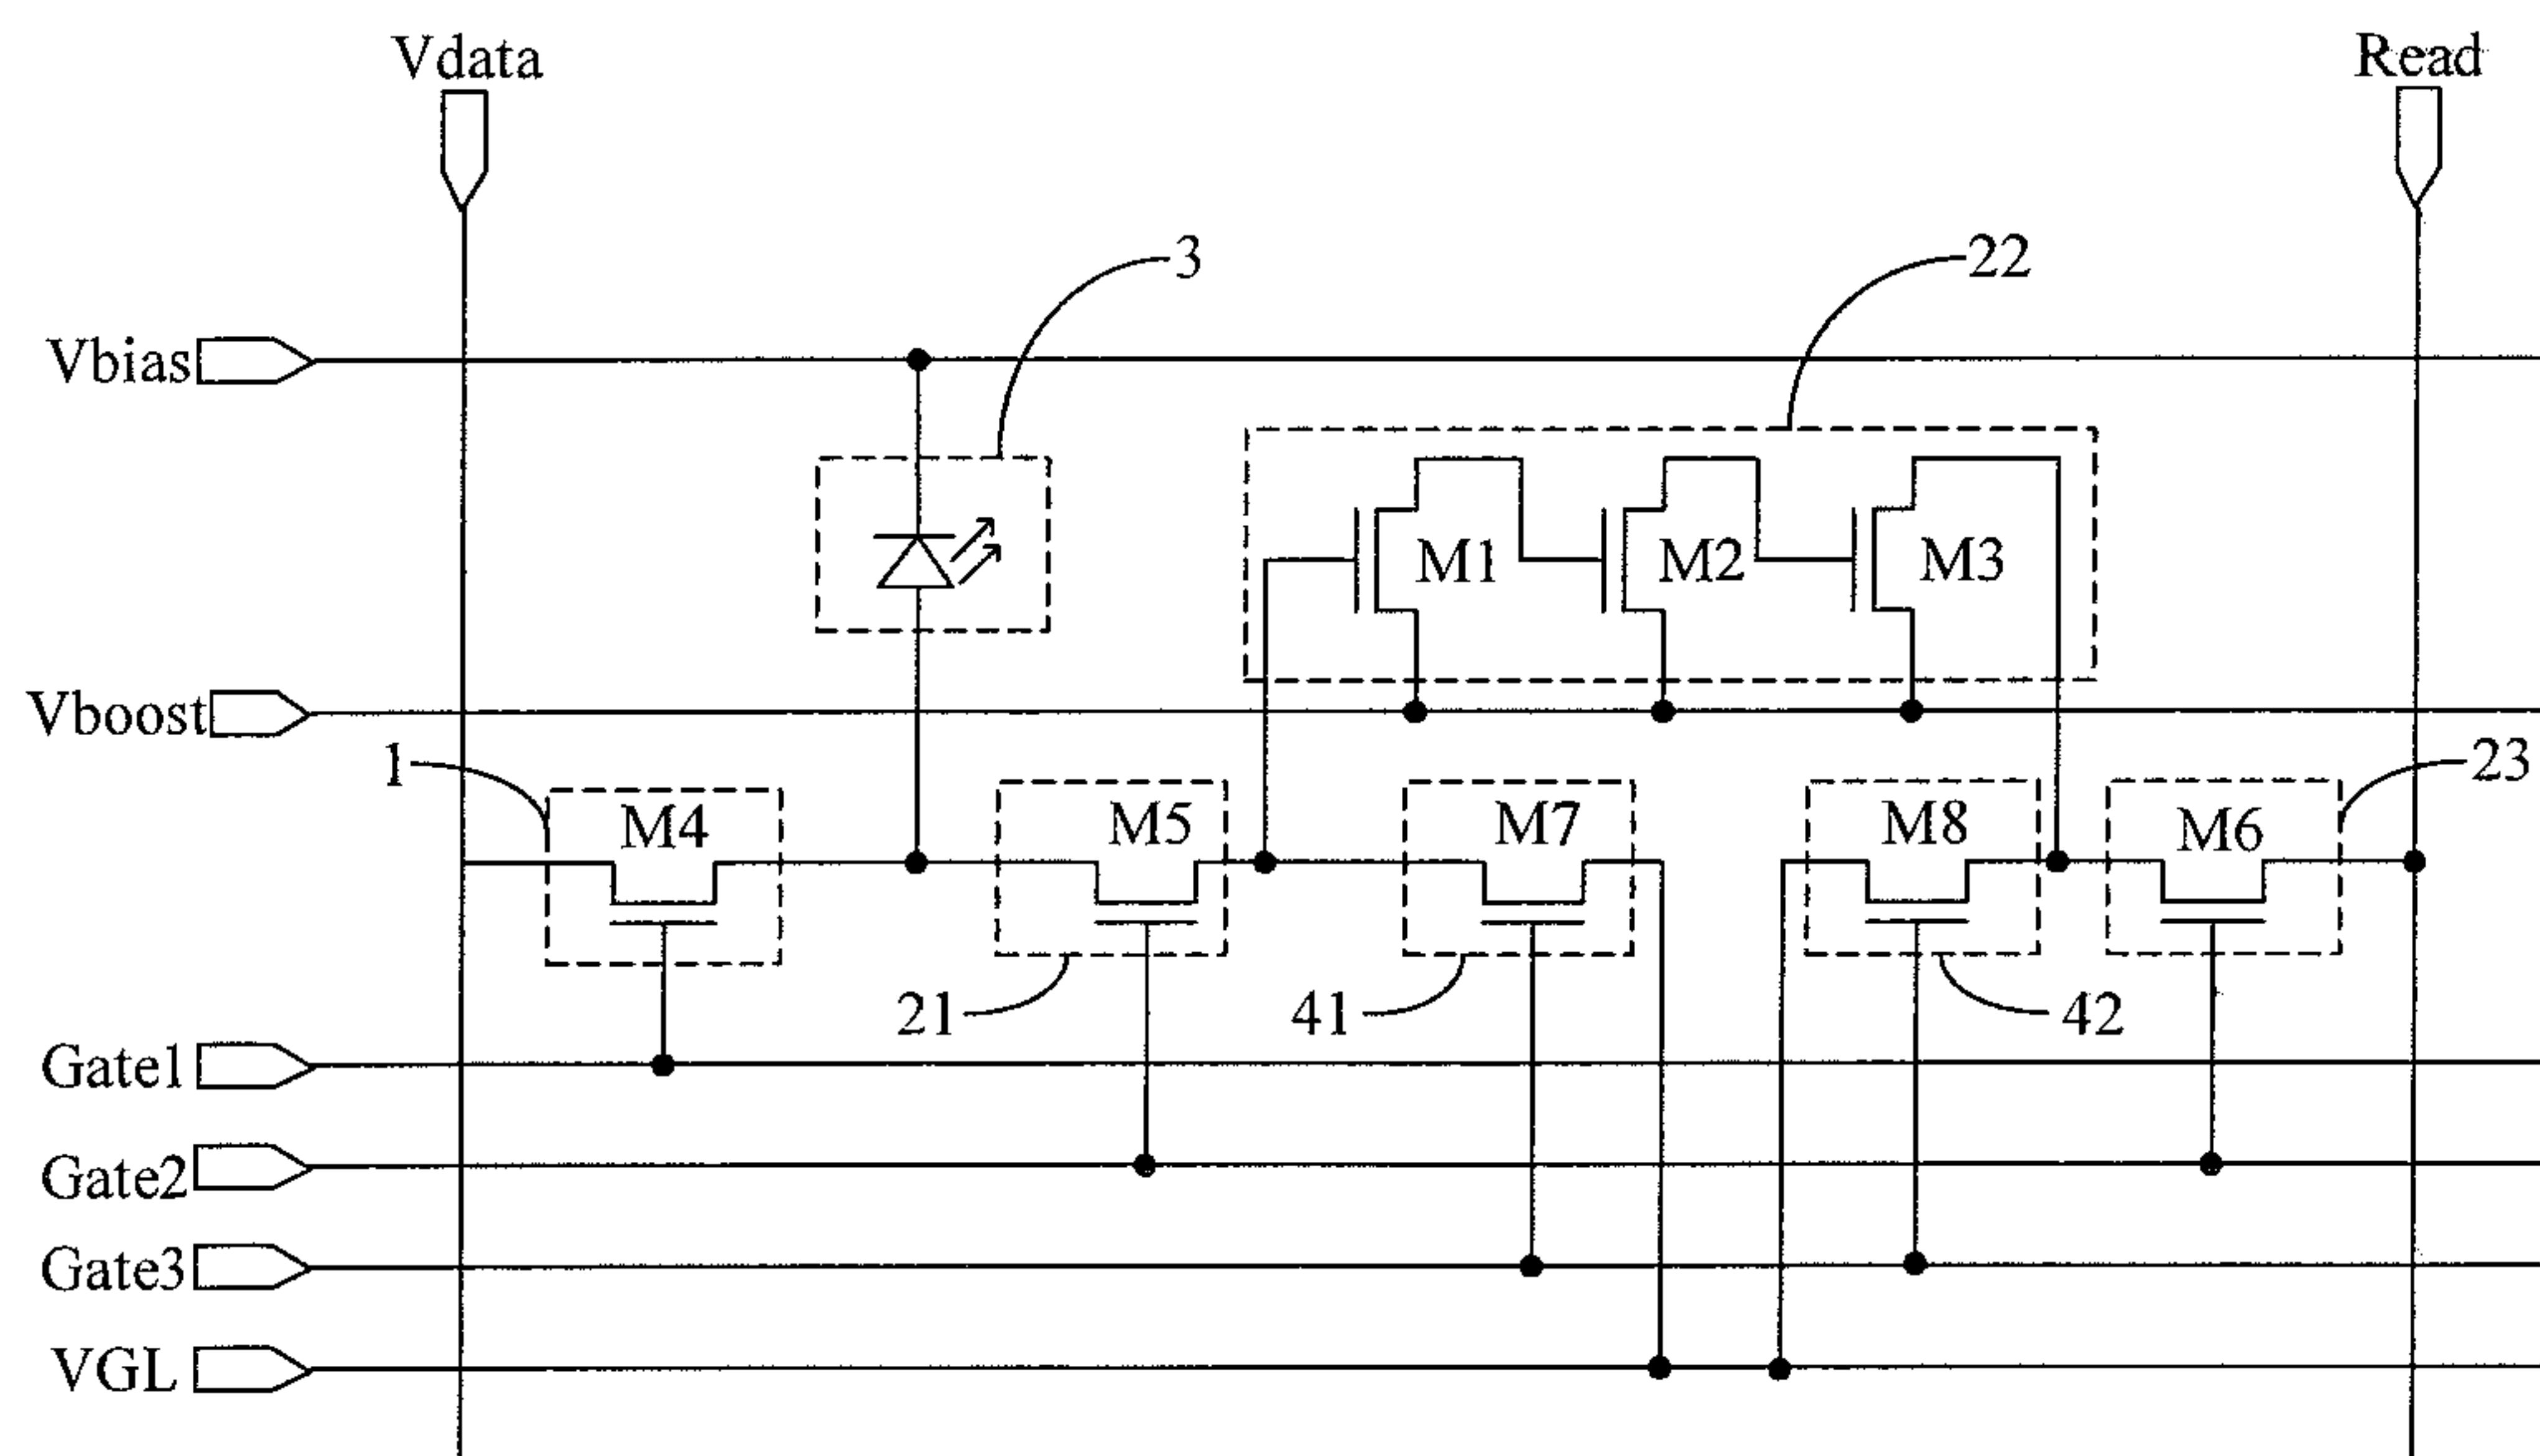 Vdata
Read
3
22
Vbias
M1
M2
M3
Vboost
1
23
M4
M5
M7
M8
M6
21
41
42
Gate1
Gate2
Gate3
VGL